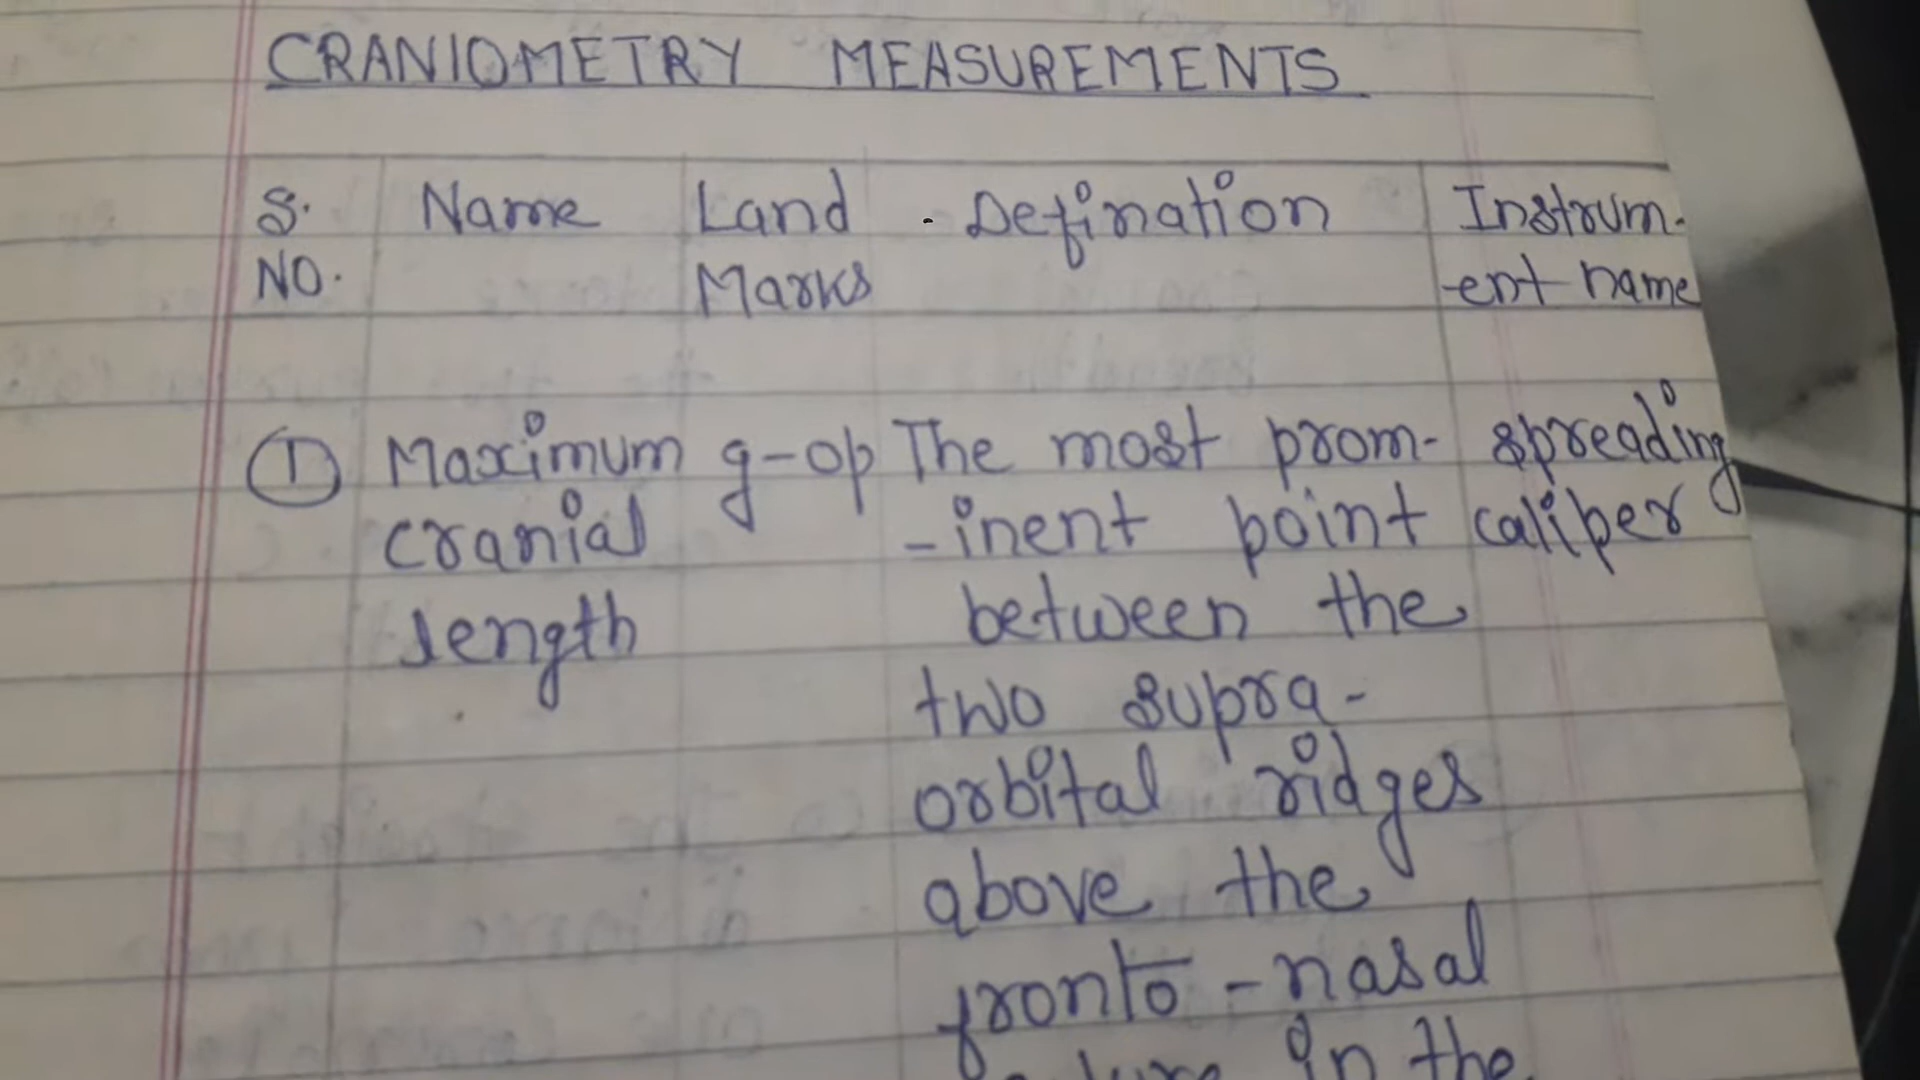 CRANIOMETRY MEASUREMENTS
S. Name Land . Defination Instrum-
NO. Marks -ent name
① Maximum g-op The most prom- spreading
cranial -inent point caliper
length between the
two supra-
orbital ridges
above the
fronto-nasal
in the